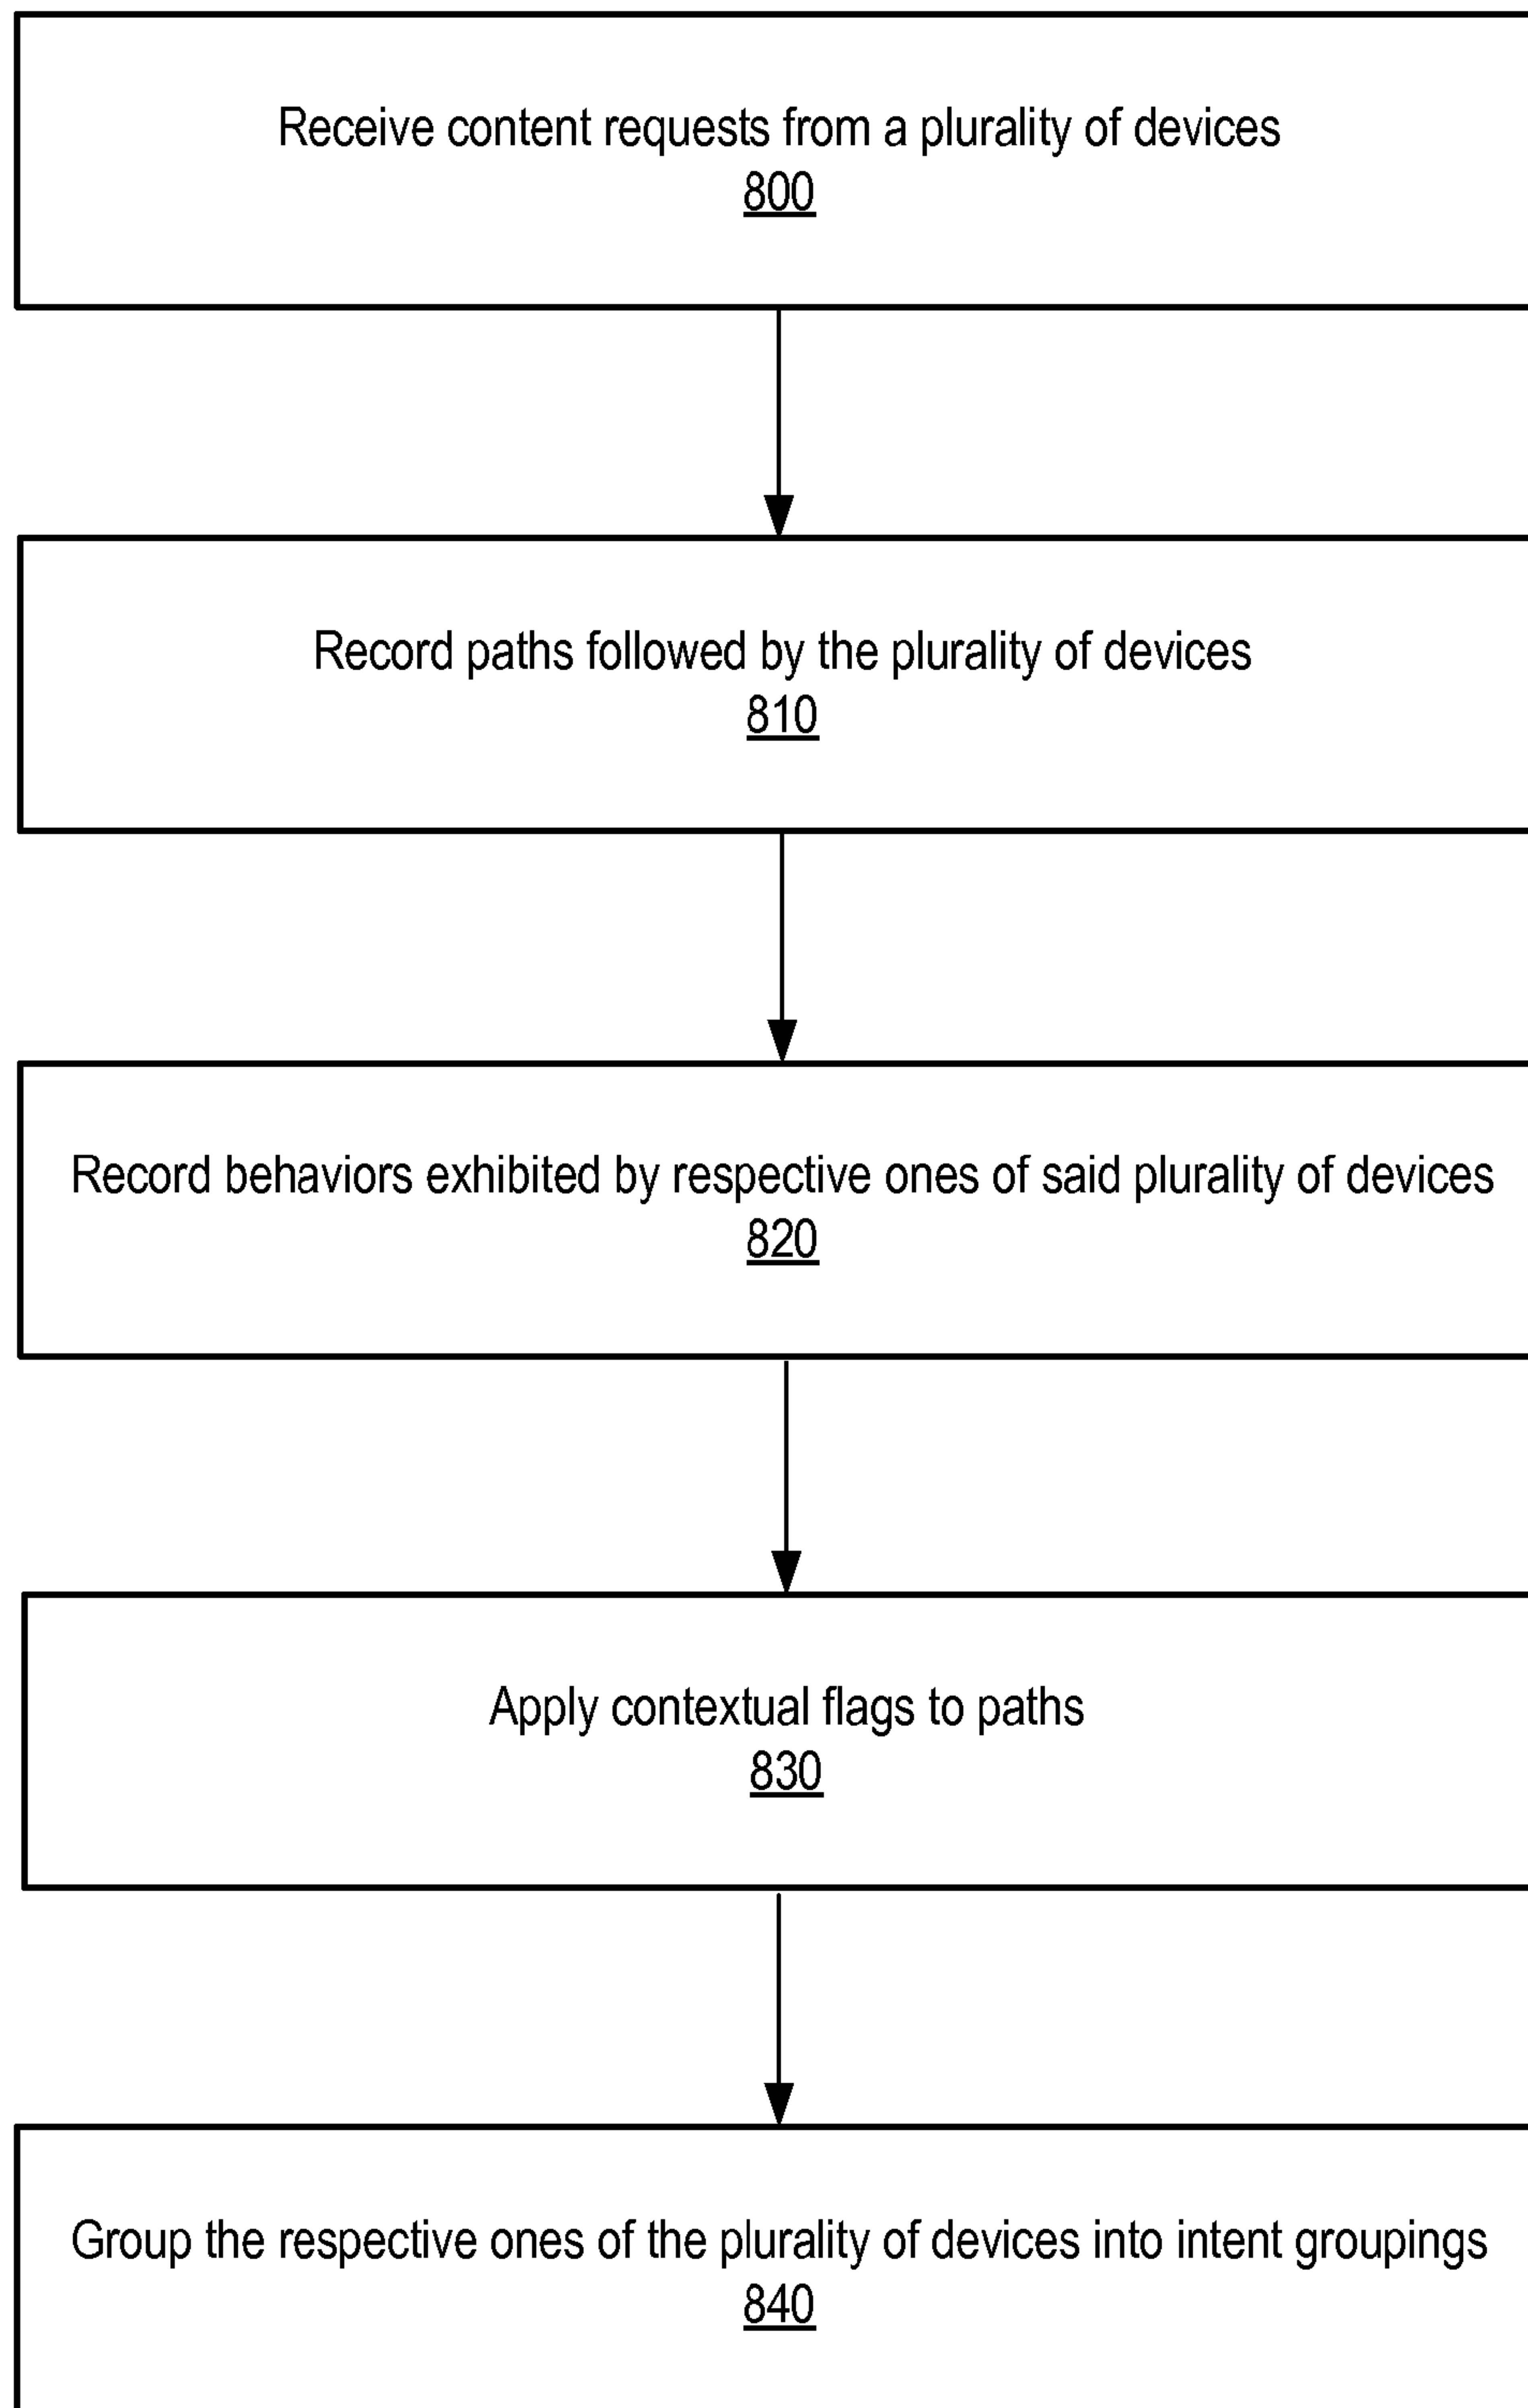 Receive content requests from a plurality of devices
800
Record paths followed by the plurality of devices
810
Record behaviors exhibited by respective ones of said plurality of devices
820
Apply contextual flags to paths
830
Group the respective ones of the plurality of devices into intent groupings
840